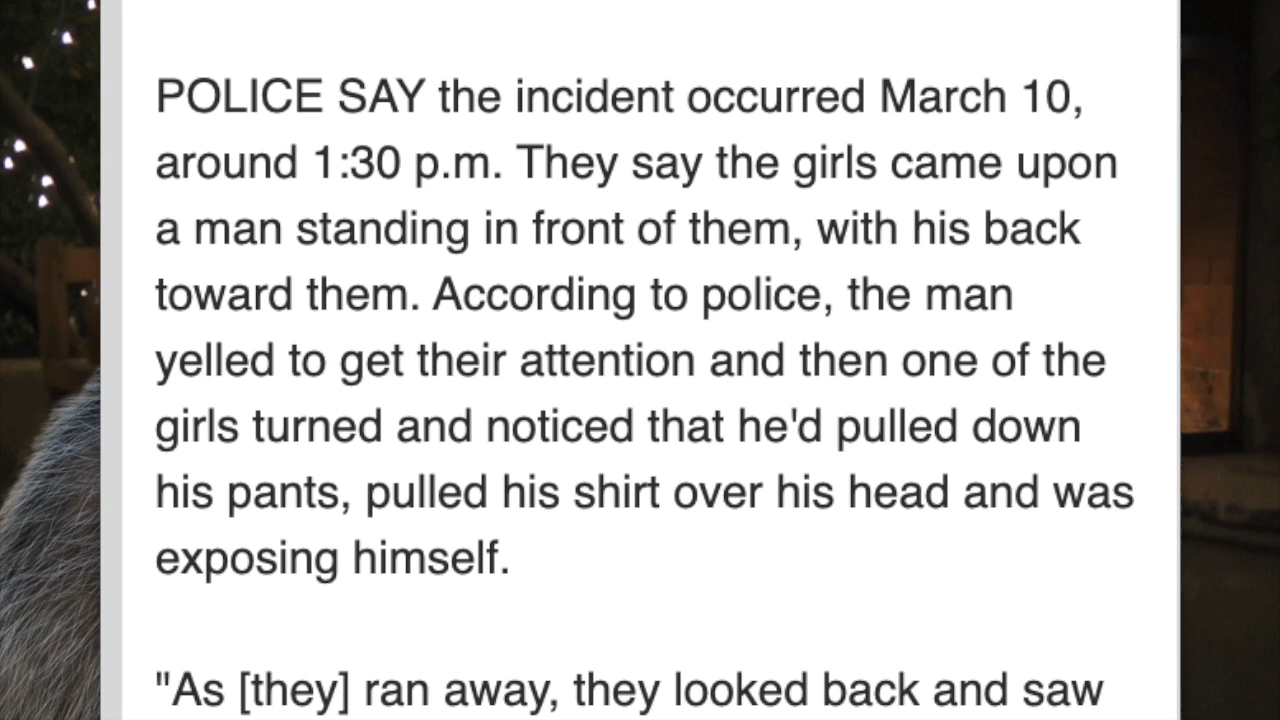 POLICE SAY the incident occurred March 10,
around 1:30 p.m. They say the girls came upon
a man standing in front of them, with his back
toward them. According to police, the man
yelled to get their attention and then one of the
girls turned and noticed that he'd pulled down
his pants, pulled his shirt over his head and was
exposing himself.
"As [they] ran away, they looked back and saw